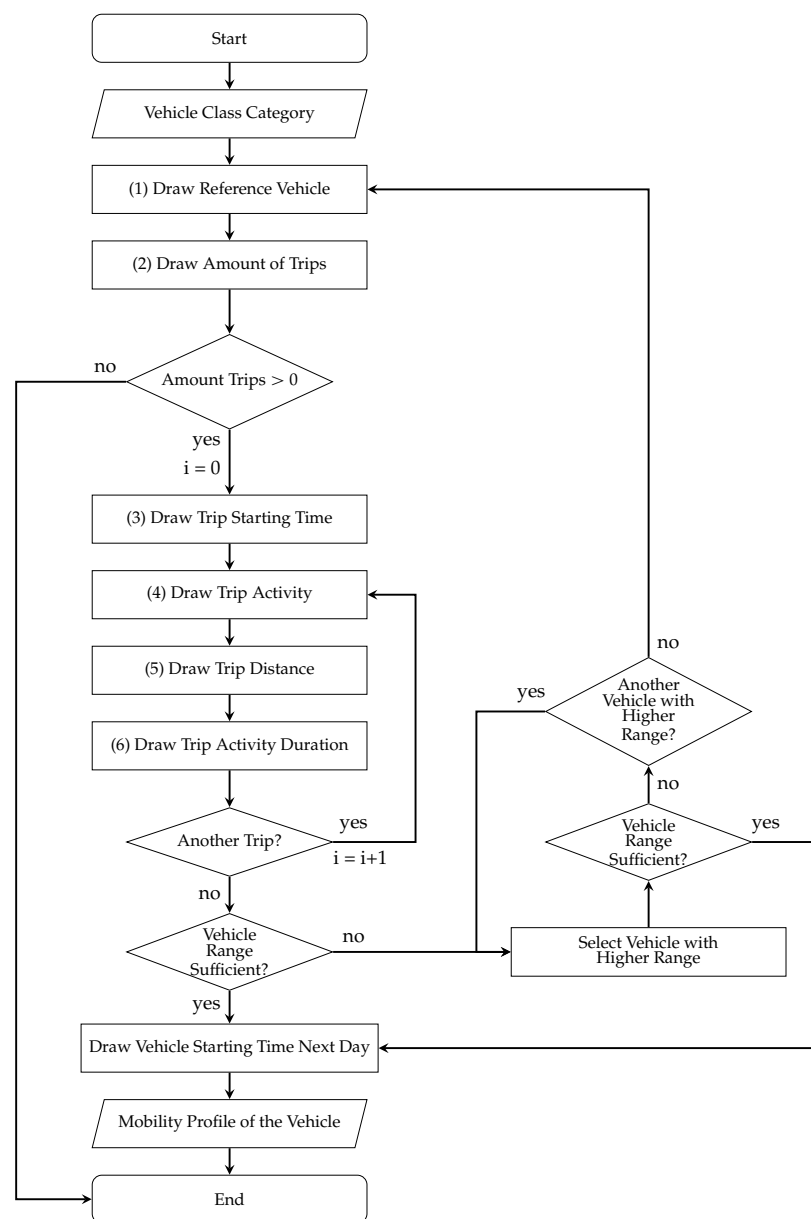 Start
Vehicle Class Category
(1) Draw Reference Vehicle
(2) Draw Amount of Trips
no
Amount Trips > 0
yes
i = 0
(3) Draw Trip Starting Time
(4) Draw Trip Activity
(5) Draw Trip Distance
(6) Draw Trip Activity Duration
Another Trip?
yes
i = i+1
no
Vehicle
Range
Sufficient?
no
yes
Draw Vehicle Starting Time Next Day
Mobility Profile of the Vehicle
End
no
yes
Another
Vehicle with
Higher
Range?
no
Vehicle
Range
Sufficient?
yes
Select Vehicle with
Higher Range